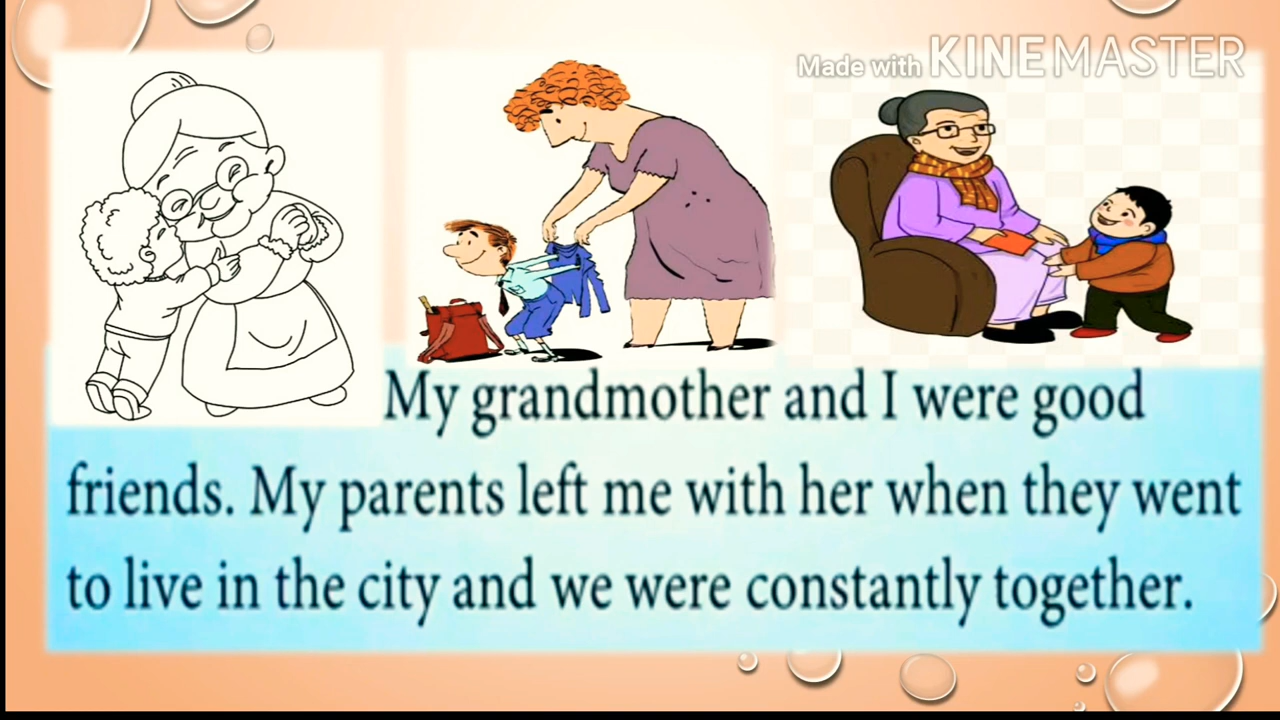 Made with KINEMASTER
My grandmother and I were good
friends. My parents left me with her when they went
to live in the city and we were constantly together.